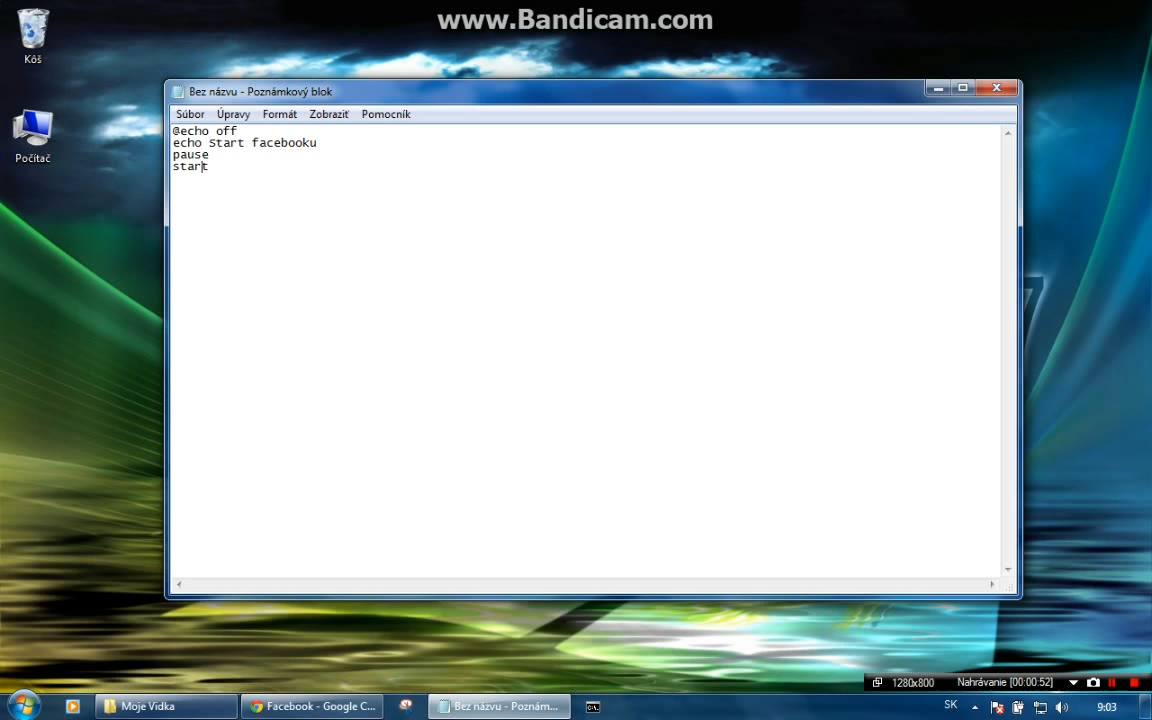 www.Bandicam.com
Kôš
Počítač
Bez názvu - Poznámkový blok
Súbor Úpravy Formát Zobraziť Pomocník
@echo off
echo Start facebooku
pause
start
7
1280x800 Nahrávanie [00:00:52]
Moje Vidka
Facebook - Google C...
Bez názvu - Poznám...
C:\.
SK
9:03